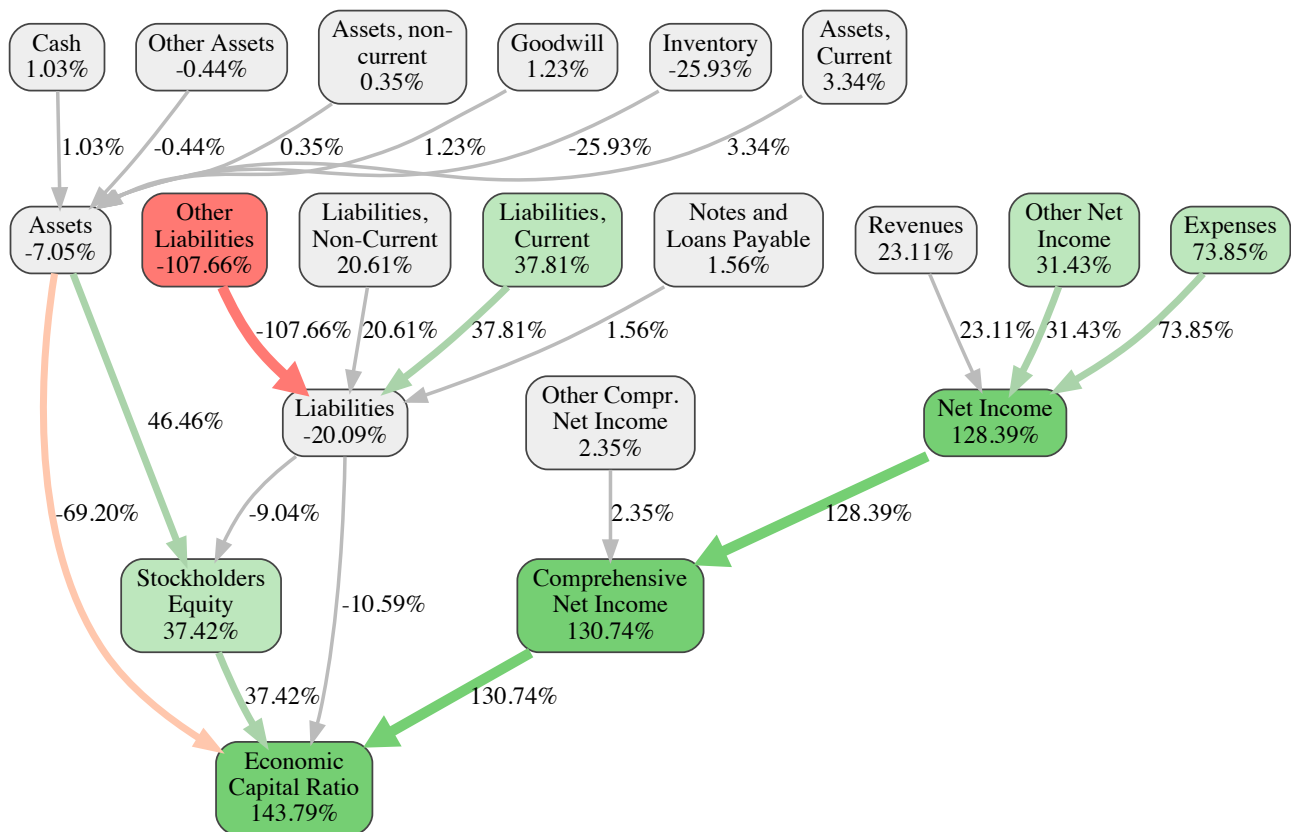 Cash
1.03%
Other Assets
-0.44%
Assets, non-
current
0.35%
Goodwill
1.23%
Inventory
-25.93%
Assets,
Current
3.34%
1.03%
-0.44%
0.35%
1.23%
-25.93%
3.34%
Assets
-7.05%
Other
Liabilities
-107.66%
Liabilities,
Non-Current
20.61%
Liabilities,
Current
37.81%
Notes and
Loans Payable
1.56%
Revenues
23.11%
Other Net
Income
31.43%
Expenses
73.85%
-107.66%
20.61%
37.81%
1.56%
23.11%
31.43%
73.85%
46.46%
Liabilities
-20.09%
Other Compr.
Net Income
2.35%
Net Income
128.39%
-69.20%
-9.04%
2.35%
128.39%
Stockholders
Equity
37.42%
-10.59%
Comprehensive
Net Income
130.74%
37.42%
130.74%
Economic
Capital Ratio
143.79%